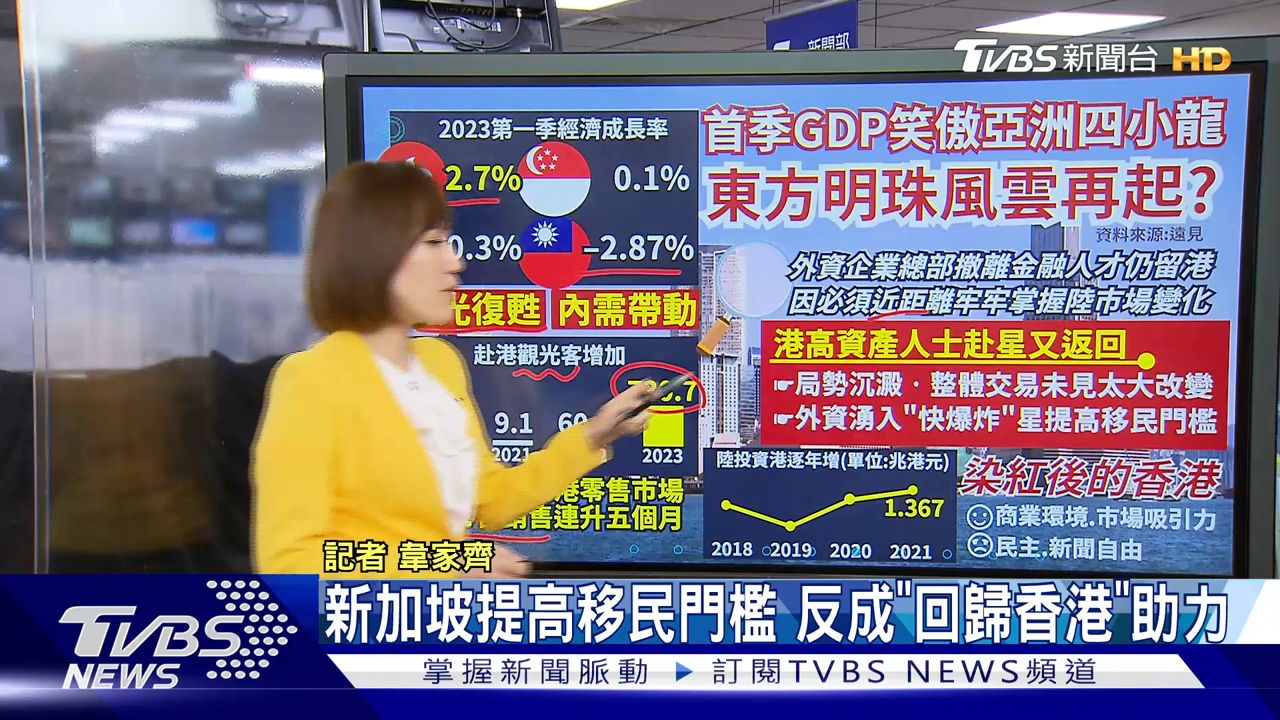 新聞部
TVBS新聞台 HD
2023第一季經濟成長率
2.7%
0.1%
0.3%
–2.87%
光復甦
內需帶動
赴港觀光客增加
9.1
2021
2023
港零售市場
銷售連升五個月
首季GDP笑傲亞洲四小龍
東方明珠風雲再起?
資料來源:遠見
外資企業總部撤離金融人才仍留港
因必須近距離牢牢掌握陸市場變化
港高資產人士赴星又返回
☛局勢沉澱．整體交易未見太大改變
☛外資湧入"快爆炸"星提高移民門檻
陸投資港逐年增(單位:兆港元)
1.367
2018 2019 2020 2021
染紅後的香港
商業環境.市場吸引力
民主.新聞自由
記者 韋家齊
新加坡提高移民門檻 反成"回歸香港"助力
TVBS NEWS
掌握新聞脈動 ▶ 訂閱TVBS NEWS頻道